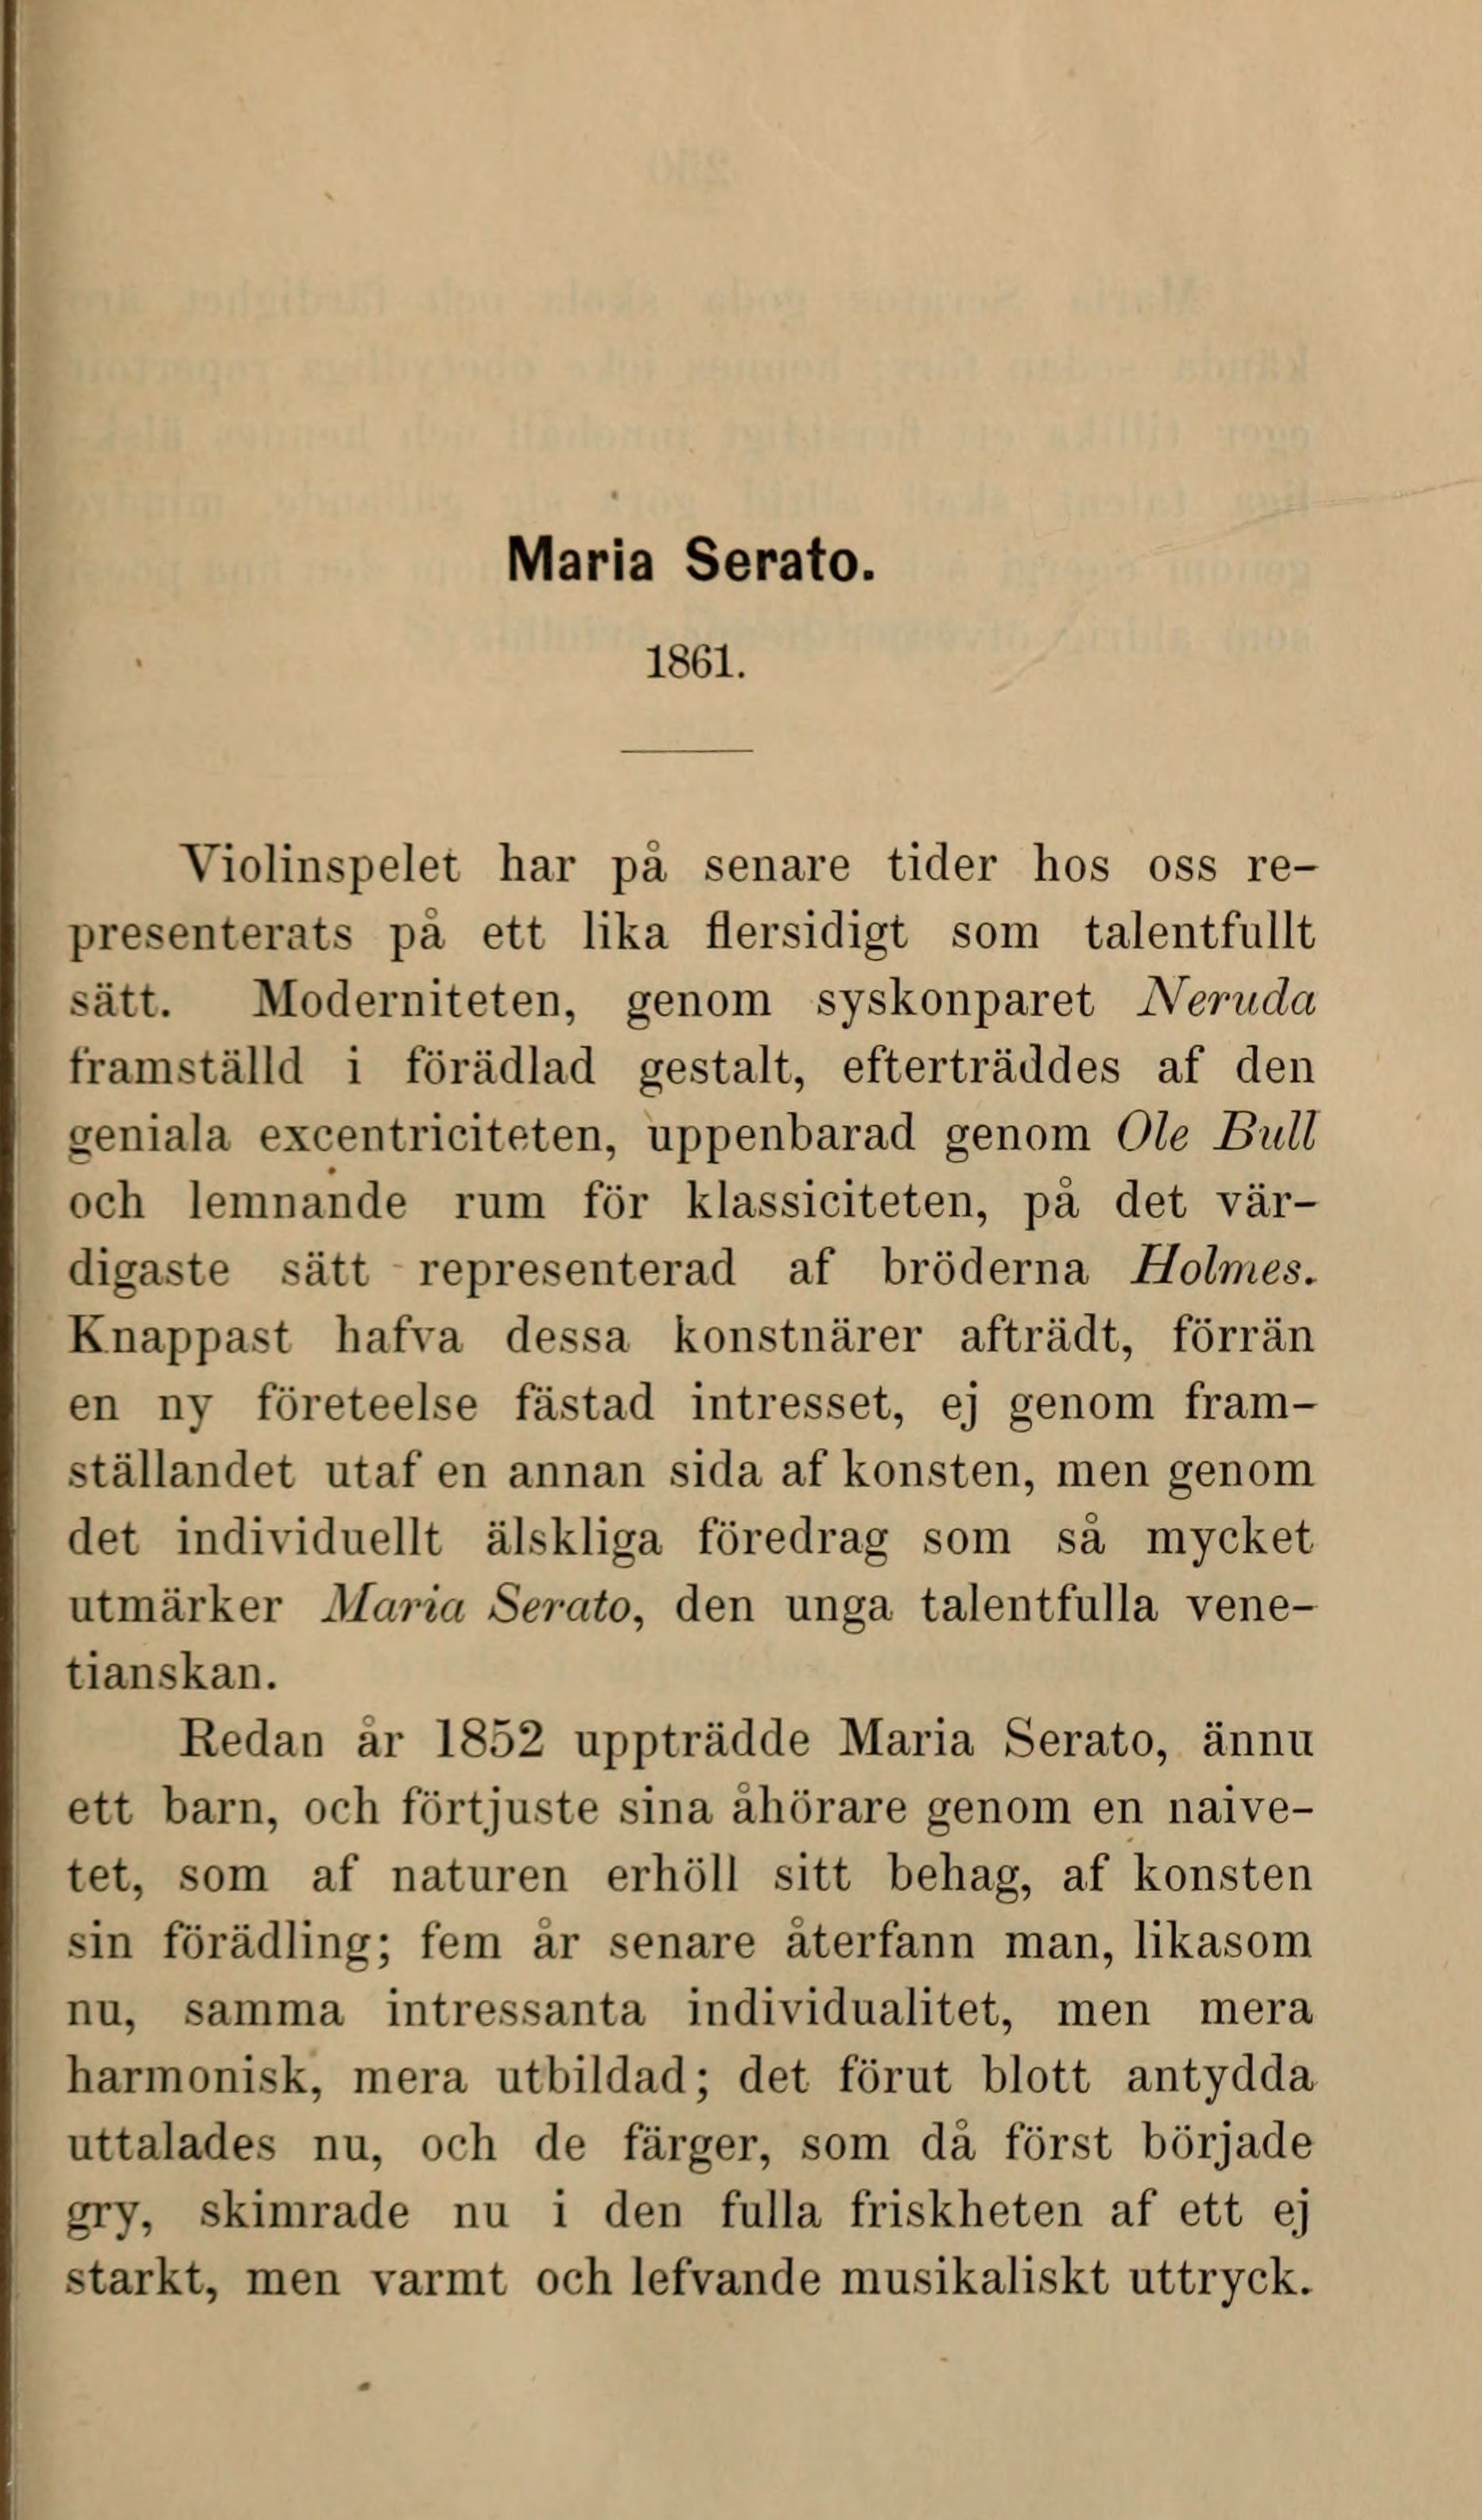 Maria Serato.
1861.
Violinspelet har på senare tider hos oss re-
presenterats på ett lika flersidigt som talentfullt
sätt. Moderniteten, genom syskonparet Neruda
framställd i förädlad gestalt, efterträddes af den
geniala excentriciteten, uppenbarad genom Ole Bull
och lemnande rum för klassiciteten, på det vär-
digaste sätt representerad af bröderna Holmes.
Knappast hafva dessa konstnärer afträdt, förrän
en ny företeelse fästad intresset, ej genom fram-
ställandet utaf en annan sida af konsten, men genom
det individuellt älskliga föredrag som så mycket
utmärker Maria Serato, den unga talentfulla vene-
tianskan.
Redan år 1852 uppträdde Maria Serato, ännu
ett barn, och förtjuste sina åhörare genom en naive-
tet, som af naturen erhöll sitt behag, af konsten
sin förädling; fem år senare återfann man, likasom
nu, samma intressanta individualitet, men mera
harmonisk, mera utbildad; det förut blott antydda
uttalades nu, och de färger, som då först började
gry, skimrade nu i den fulla friskheten af ett ej
starkt, men varmt och lefvande musikaliskt uttryck.